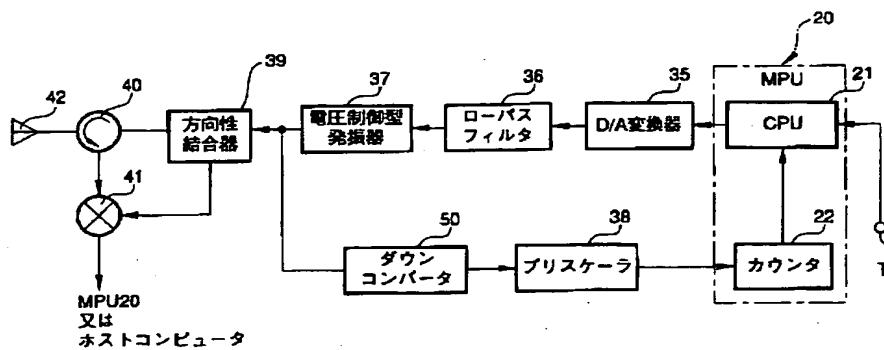 20
39
37
36
35
MPU
21
42
40
方向性
結合器
電圧制御型
発振器
ローパス
フィルタ
D/A変換器
CPU
41
50
38
22
ダウン
コンバータ
プリスケーラ
カウンタ
MPU20
又は
ホストコンピュータ